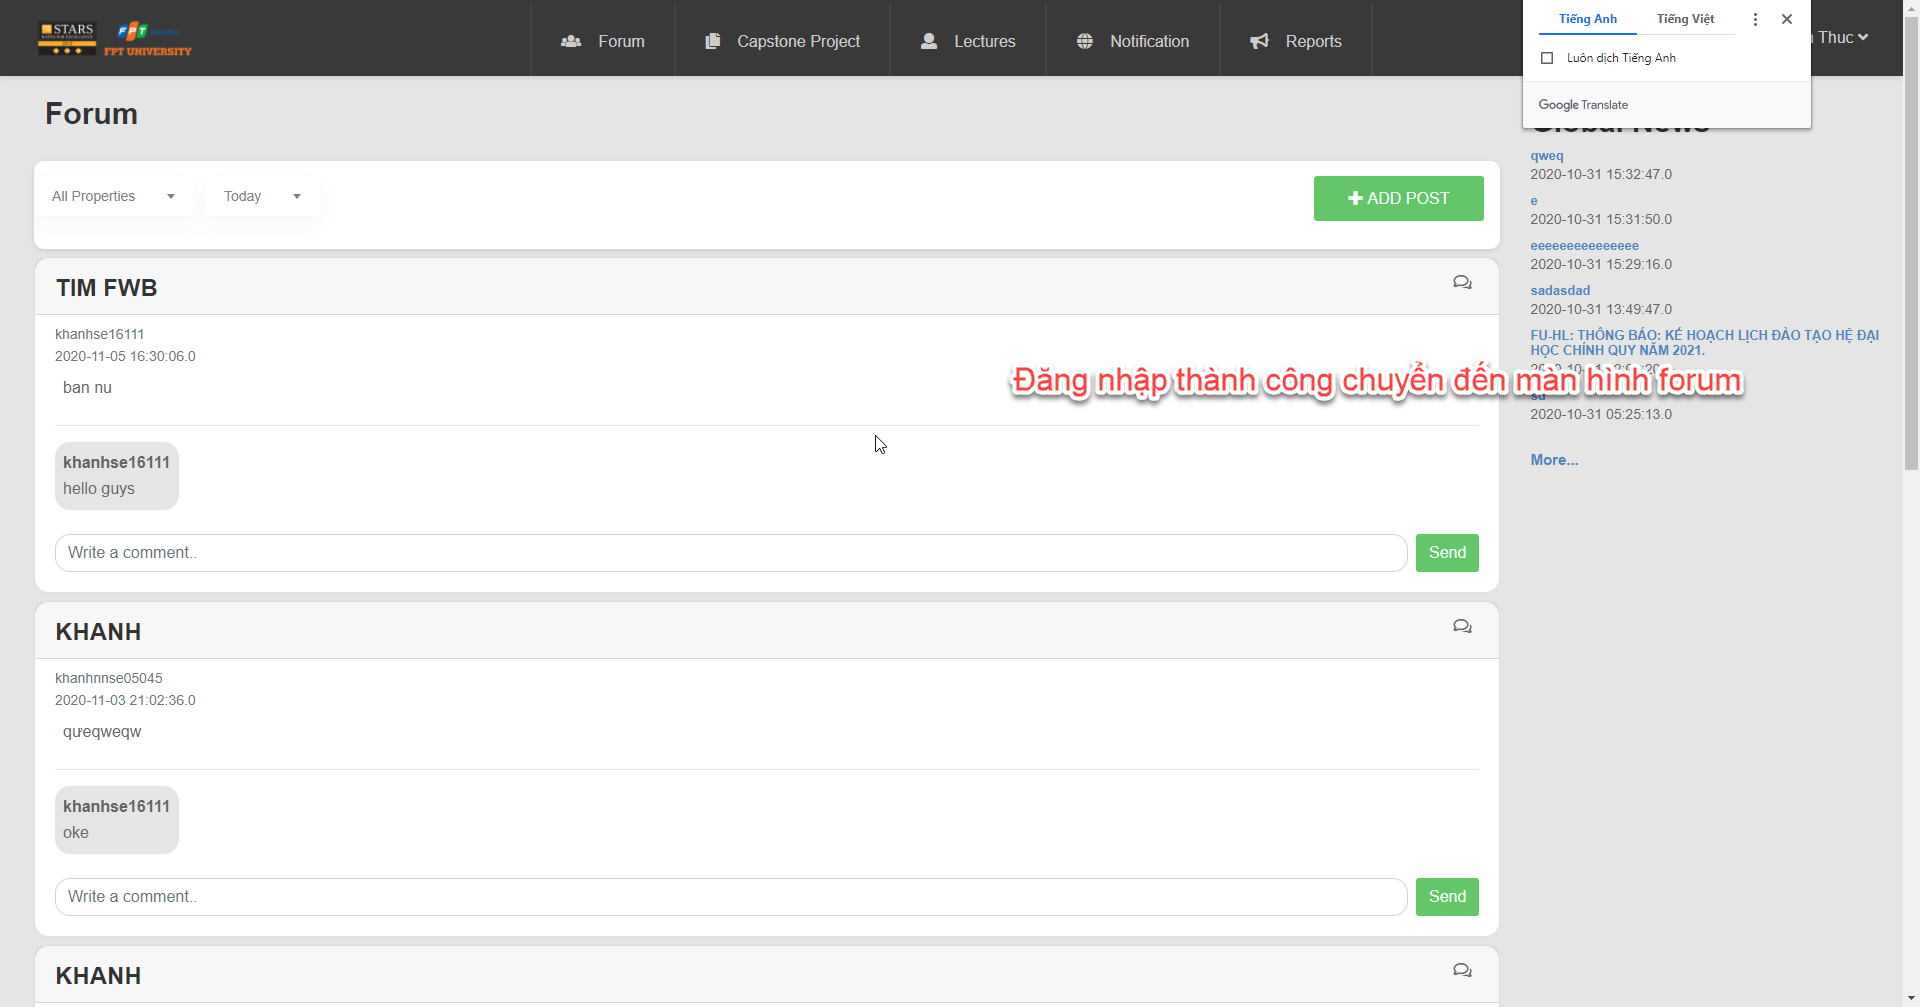 STARS
FPT Education
FPT UNIVERSITY
Forum
Capstone Project
Lectures
Notification
Reports
Thuc
Tiếng Anh
Tiếng Việt
Luôn dịch Tiếng Anh
Google Translate
Forum
All Properties
Today
ADD POST
TIM FWB
khanhse16111
2020-11-05 16:30:06.0
ban nu
khanhse16111
hello guys
Write a comment..
Send
KHANH
khanhnnse05045
2020-11-03 21:02:36.0
qưeqweqw
khanhse16111
oke
Write a comment..
Send
KHANH
Đăng nhập thành công chuyển đến màn hình forum
Global News
qweq
2020-10-31 15:32:47.0
e
2020-10-31 15:31:50.0
eeeeeeeeeeeeeee
2020-10-31 15:29:16.0
sadasdad
2020-10-31 13:49:47.0
FU-HL: THÔNG BÁO: KẾ HOẠCH LỊCH ĐÀO TẠO HỆ ĐẠI
HỌC CHÍNH QUY NĂM 2021.
sd
2020-10-31 05:25:13.0
More...